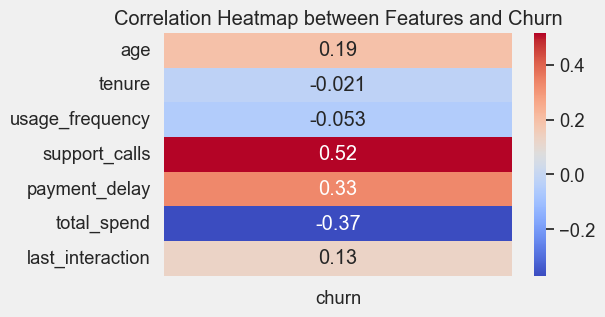 Correlation Heatmap between Features and Churn
age 0.19
tenure -0.021
usage_frequency -0.053
support_calls 0.52
payment_delay 0.33
total_spend -0.37
last_interaction 0.13
churn
0.4
0.2
0.0
−0.2